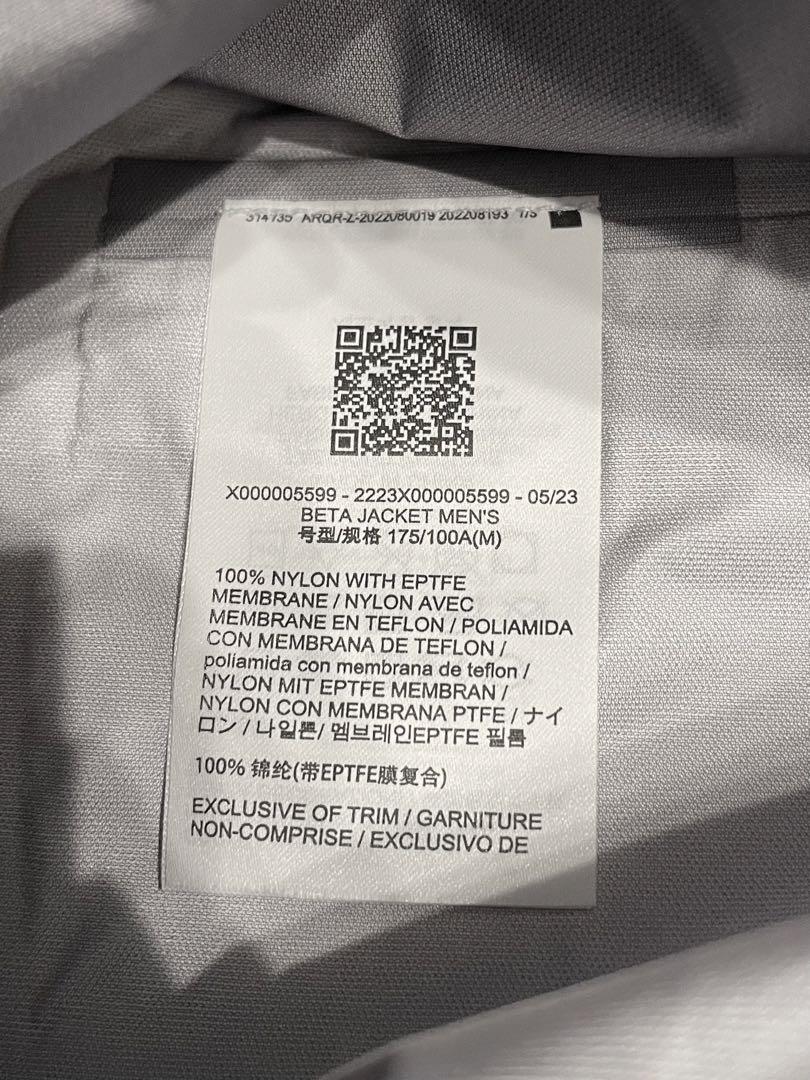 314735 ARQR-Z-2022080019 202208193 1/5
X000005599 - 2223X000005599 - 05/23
BETA JACKET MEN'S
号型/规格 175/100A(M)
100% NYLON WITH EPTFE
MEMBRANE / NYLON AVEC
MEMBRANE EN TEFLON / POLIAMIDA
CON MEMBRANA DE TEFLON /
poliamida con membrana de teflon /
NYLON MIT EPTFE MEMBRAN /
NYLON CON MEMBRANA PTFE / ナイ
ロン / 나일론/ 멤브레인EPTFE 필름
100% 锦纶(带EPTFE膜复合)
EXCLUSIVE OF TRIM / GARNITURE
NON-COMPRISE / EXCLUSIVO DE